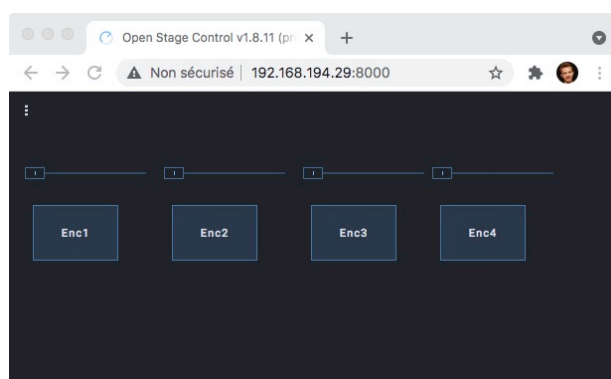 Open Stage Control v1.8.11 (pr
Non sécurisé | 192.168.194.29:8000
Enc1 Enc2 Enc3 Enc4